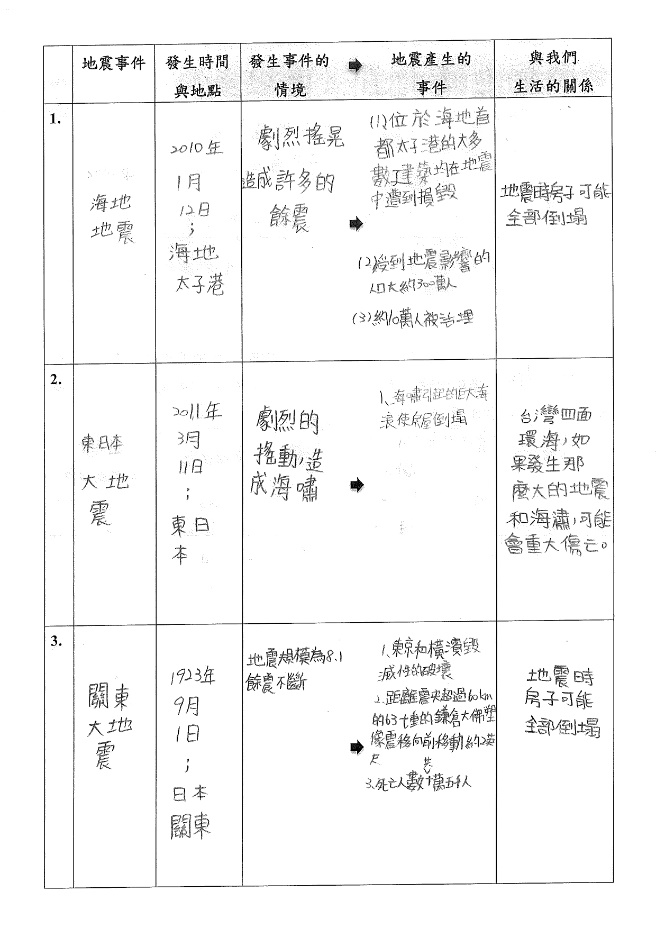 地震事件
發生時間
與地點
發生事件的
情境
地震產生的
事件
與我們
生活的關係
1.
海地
地震
2010年
1月
12日
；
海地
太子港
劇烈搖晃
造成許多的
餘震
(1)位於海地首
都太子港的大多
數建築均在地震
中遭到損毀
(2)受到地震影響的
人口大約300萬人
(3)約10萬人被治埋
地震時房子可能
全部倒塌
2.
東日本
大地
震
2011年
3月
11日
；
東日
本
劇烈的
搖動，造
成海嘯
1、海嘯引起的巨大海
浪使房屋倒塌
台灣四面
環海，如
果發生那
麼大的地震
和海瀟，可能
會重大傷亡。
3.
關東
大地
震
1923年
9月
1日
；
日本
關東
地震規模為8.1
餘震不斷
1、東京和橫濱毀
滅性的破壞
2.距離震央超過60km
的63t重的鎌倉大佛塑
像震移向前移動約2英
尺
3.死亡人數十萬五千人
地震時
房子可能
全部倒塌